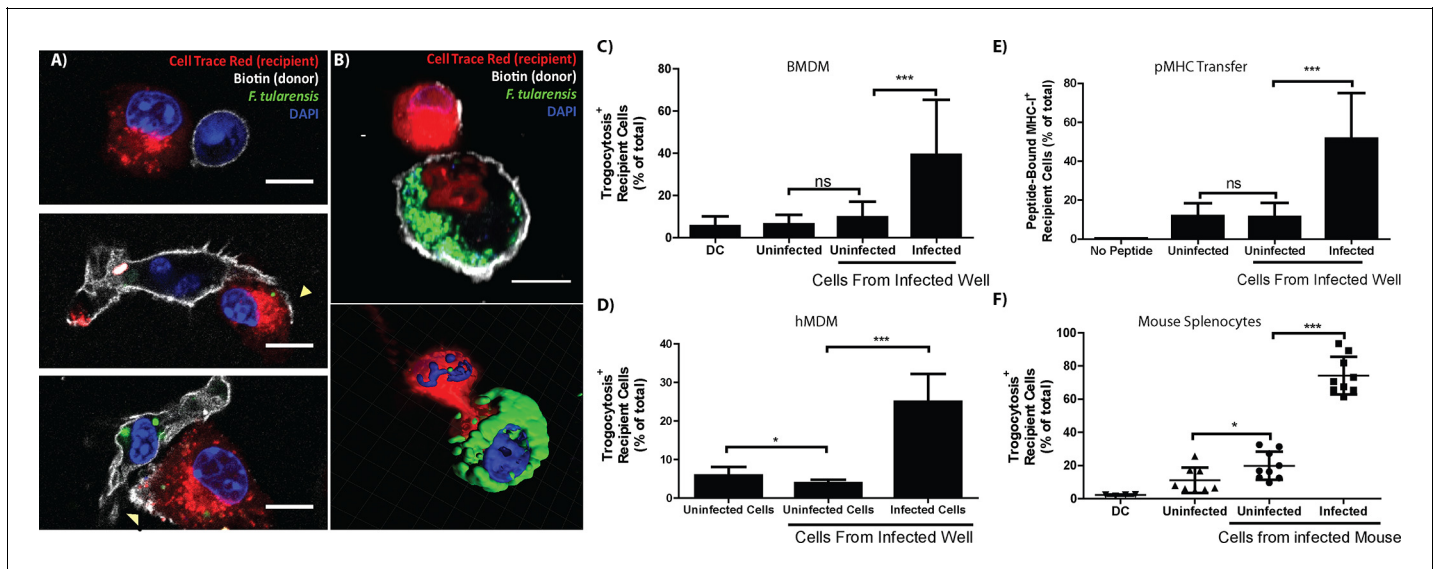 A)
Cell Trace Red (recipient)
Biotin (donor)
F. tularensis
DAPI
B)
Cell Trace Red (recipient)
Biotin (donor)
F. tularensis
DAPI
C)
BMDM
Trogocytosis+
Recipient Cells
(% of total)
80
60
40
20
0
ns
***
DC
Uninfected
Uninfected
Infected
Cells From Infected Well
D)
hMDM
Trogocytosis+
Recipient Cells
(% of total)
40
30
20
10
0
*
***
Uninfected Cells
Uninfected Cells
Infected Cells
Cells From Infected Well
E)
pMHC Transfer
Peptide-Bound MHC-I+
Recipient Cells (% of total)
80
60
40
20
0
ns
***
No Peptide
Uninfected
Uninfected
Infected
Cells From Infected Well
F)
Mouse Splenocytes
Trogocytosis+
Recipient Cells
(% of total)
100
80
60
40
20
0
*
***
DC
Uninfected
Uninfected
Infected
Cells from infected Mouse